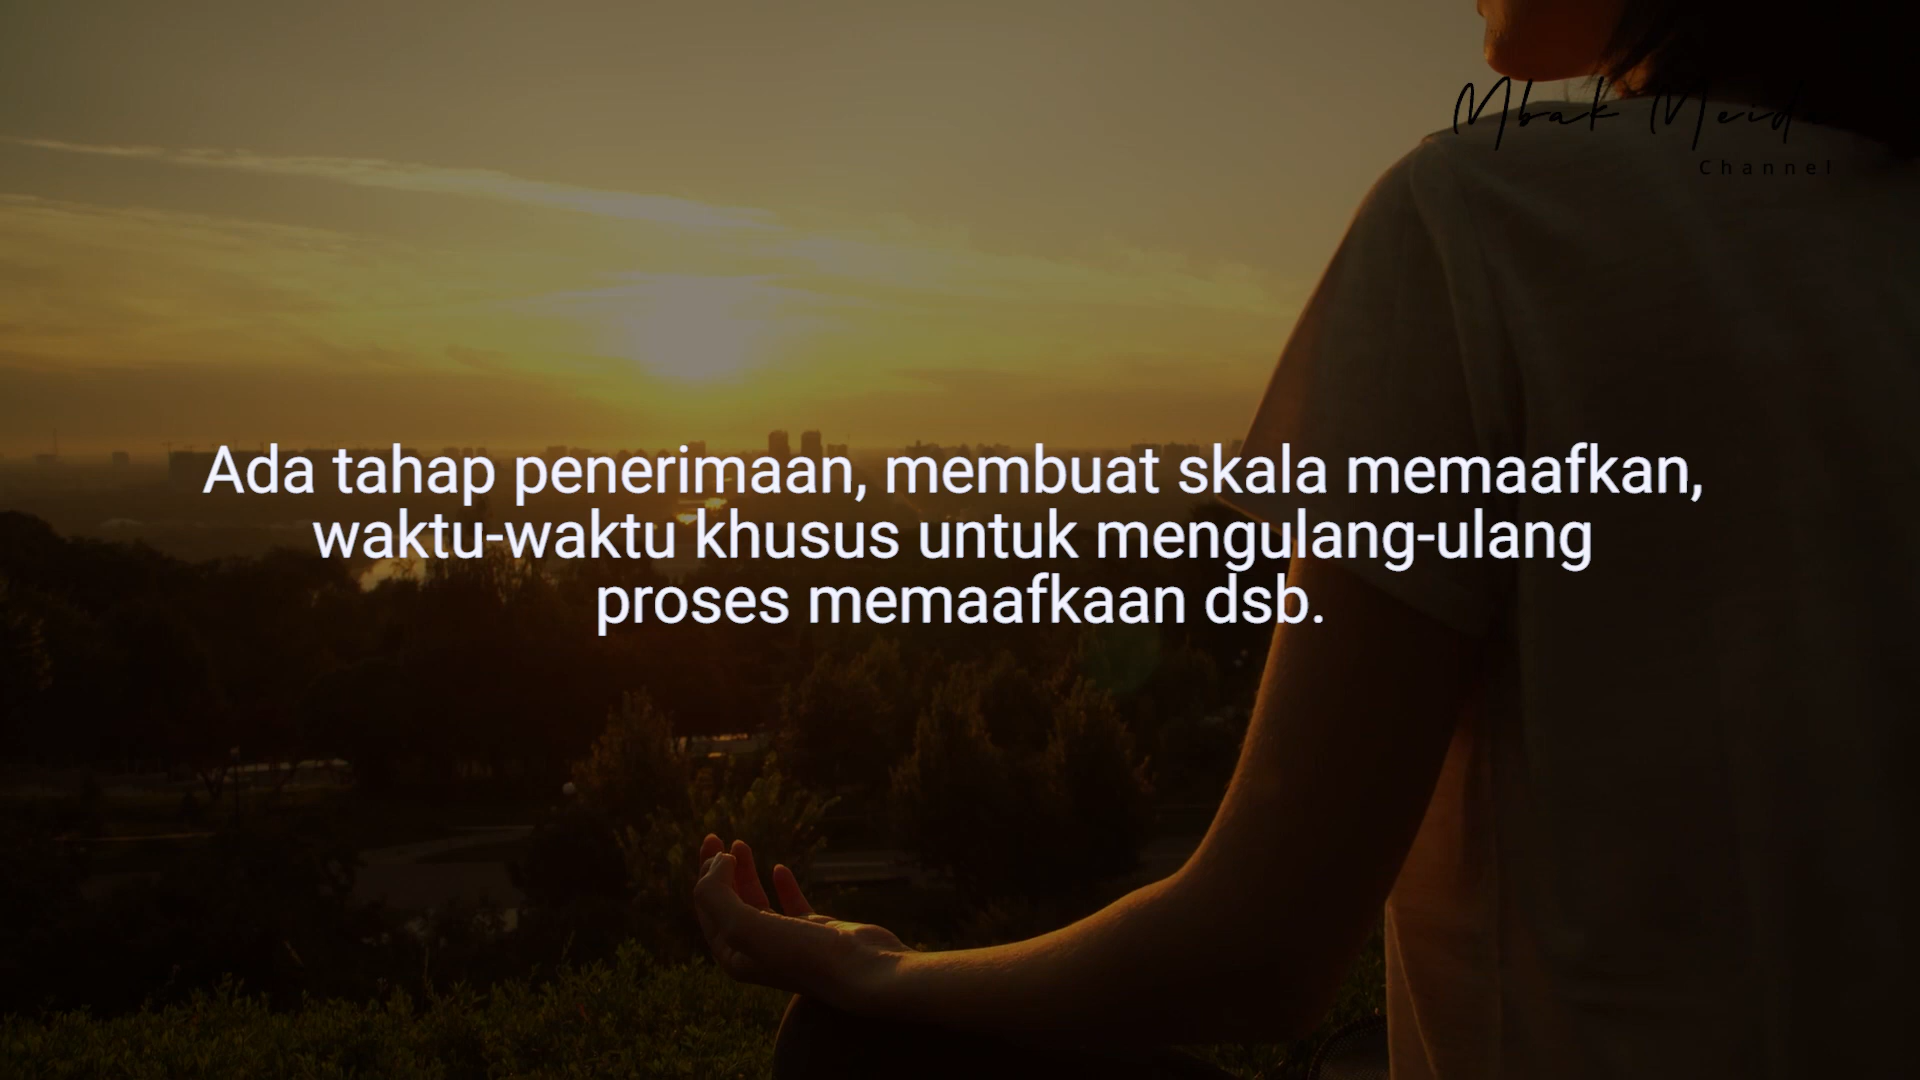 Mbak Meid
Channel
Ada tahap penerimaan, membuat skala memaafkan,
waktu-waktu khusus untuk mengulang-ulang
proses memaafkaan dsb.